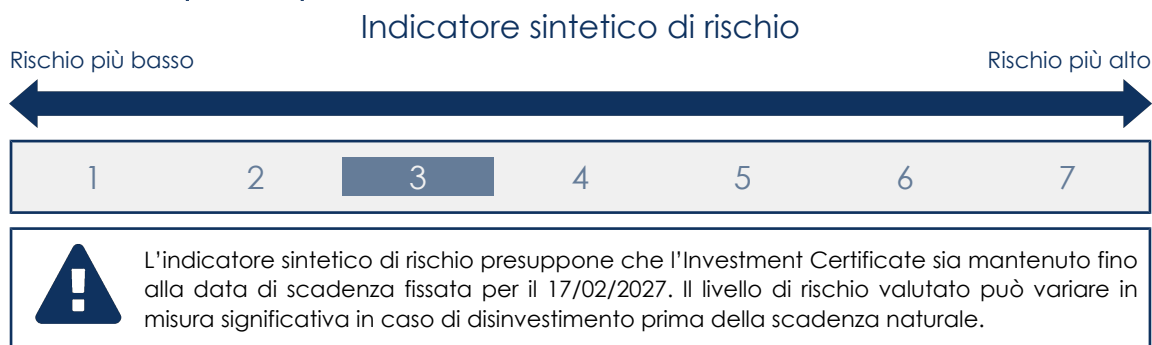 Indicatore sintetico di rischio
Rischio più basso
Rischio più alto
1 2 3 4 5 6 7
L'indicatore sintetico di rischio presuppone che l'Investment Certificate sia mantenuto fino
alla data di scadenza fissata per il 17/02/2027. Il livello di rischio valutato può variare in
misura significativa in caso di disinvestimento prima della scadenza naturale.